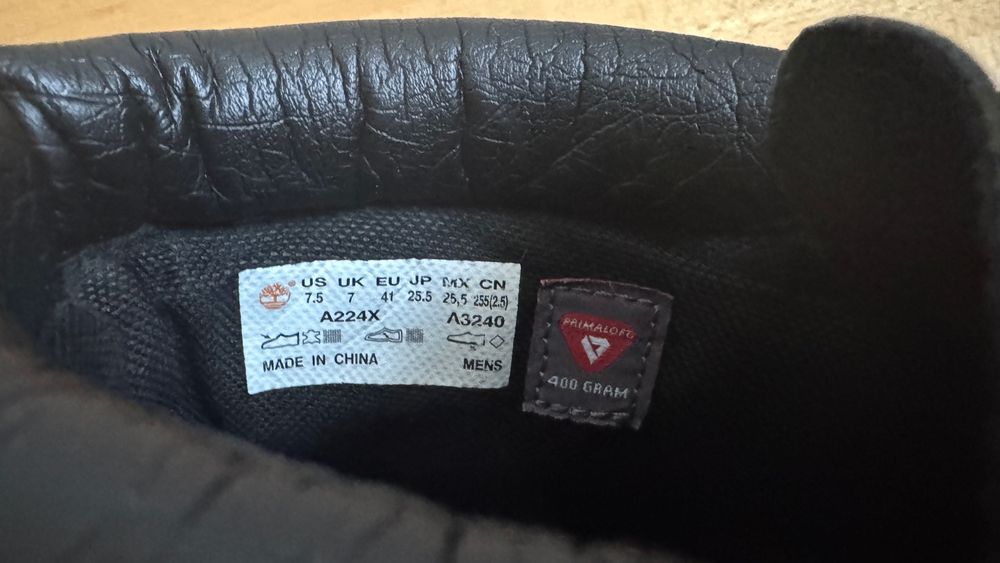 US UK EU JP MX CN
7.5 7 41 25.5 25,5 255(2.5)
A224X A3240
MADE IN CHINA MENS
PRIMALOFT
400 GRAM